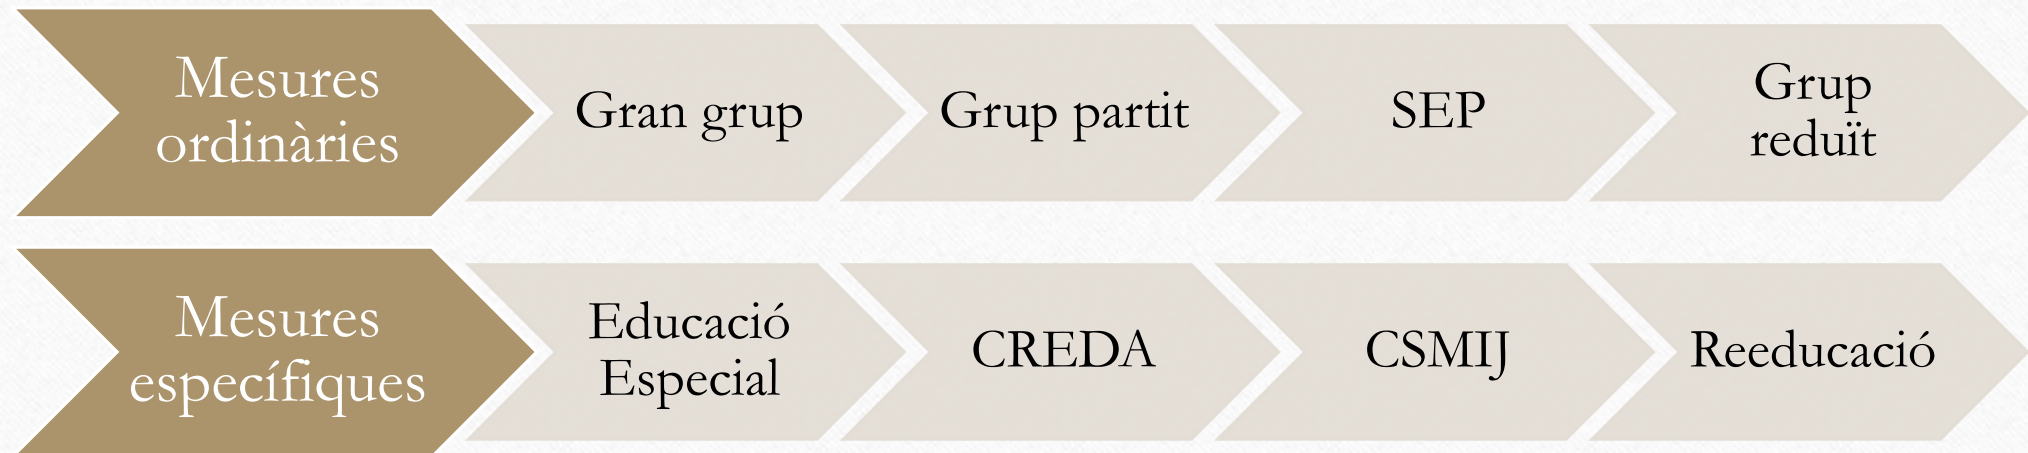 Mesures
ordinàries
Gran grup
Grup partit
SEP
Grup
reduït
Mesures
específiques
Educació
Especial
CREDA
CSMIJ
Reeducació